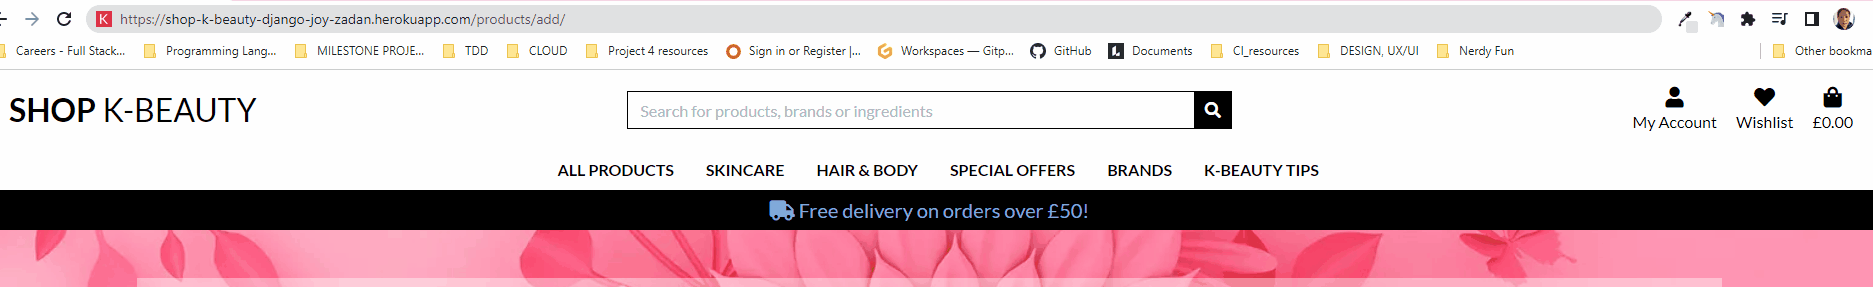 https://shop-k-beauty-django-joy-zadan.herokuapp.com/products/add/
Careers - Full Stack... Programming Lang... MILESTONE PROJE... TDD CLOUD Project 4 resources Sign in or Register |... Workspaces — Gitp... GitHub Documents CI_resources DESIGN, UX/UI Nerdy Fun Other bookma
SHOP K-BEAUTY
Search for products, brands or ingredients
My Account Wishlist £0.00
ALL PRODUCTS SKINCARE HAIR & BODY SPECIAL OFFERS BRANDS K-BEAUTY TIPS
Free delivery on orders over £50!